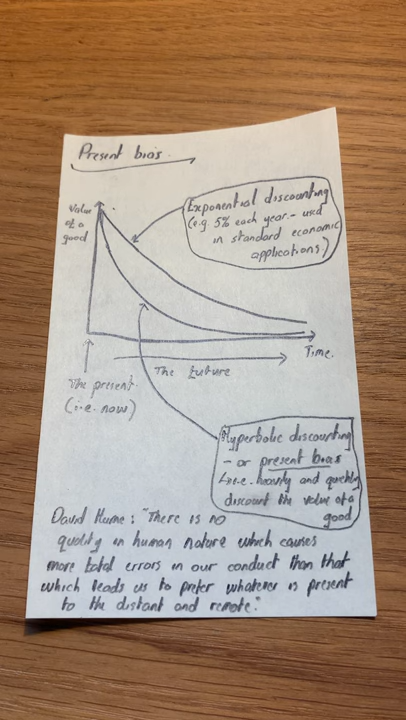 Present bias.
Value
of a
good
Exponential discounting
(e.g. 5% each year - used
in standard economic
applications)
Time.
The future
The present.
(i.e. now)
Hyperbolic discounting
- or present bias
i.e. heavily and quickly
discount the value of a
good
David Hume: "There is no
quality in human nature which causes
more total errors in our conduct than that
which leads us to prefer whatever is present
to the distant and remote."